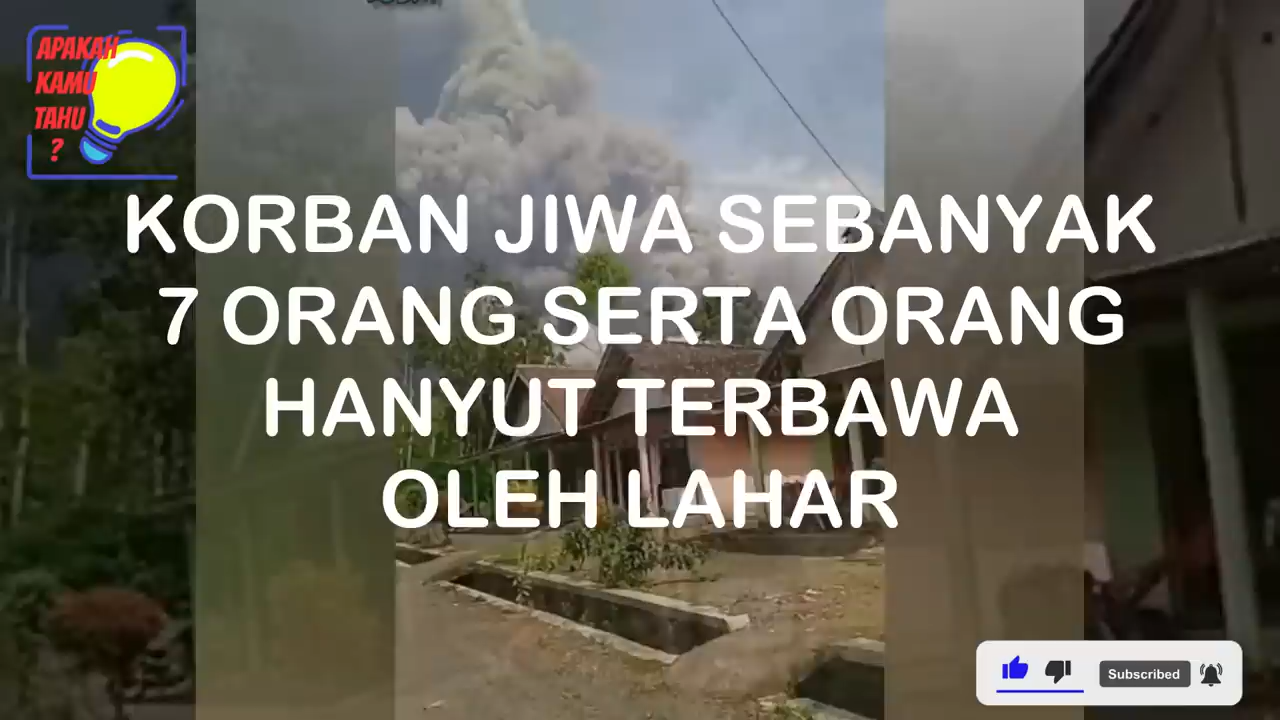 APAKAH
KAMU
TAHU
?
KORBAN JIWA SEBANYAK
7 ORANG SERTA ORANG
HANYUT TERBAWA
OLEH LAHAR
Subscribed